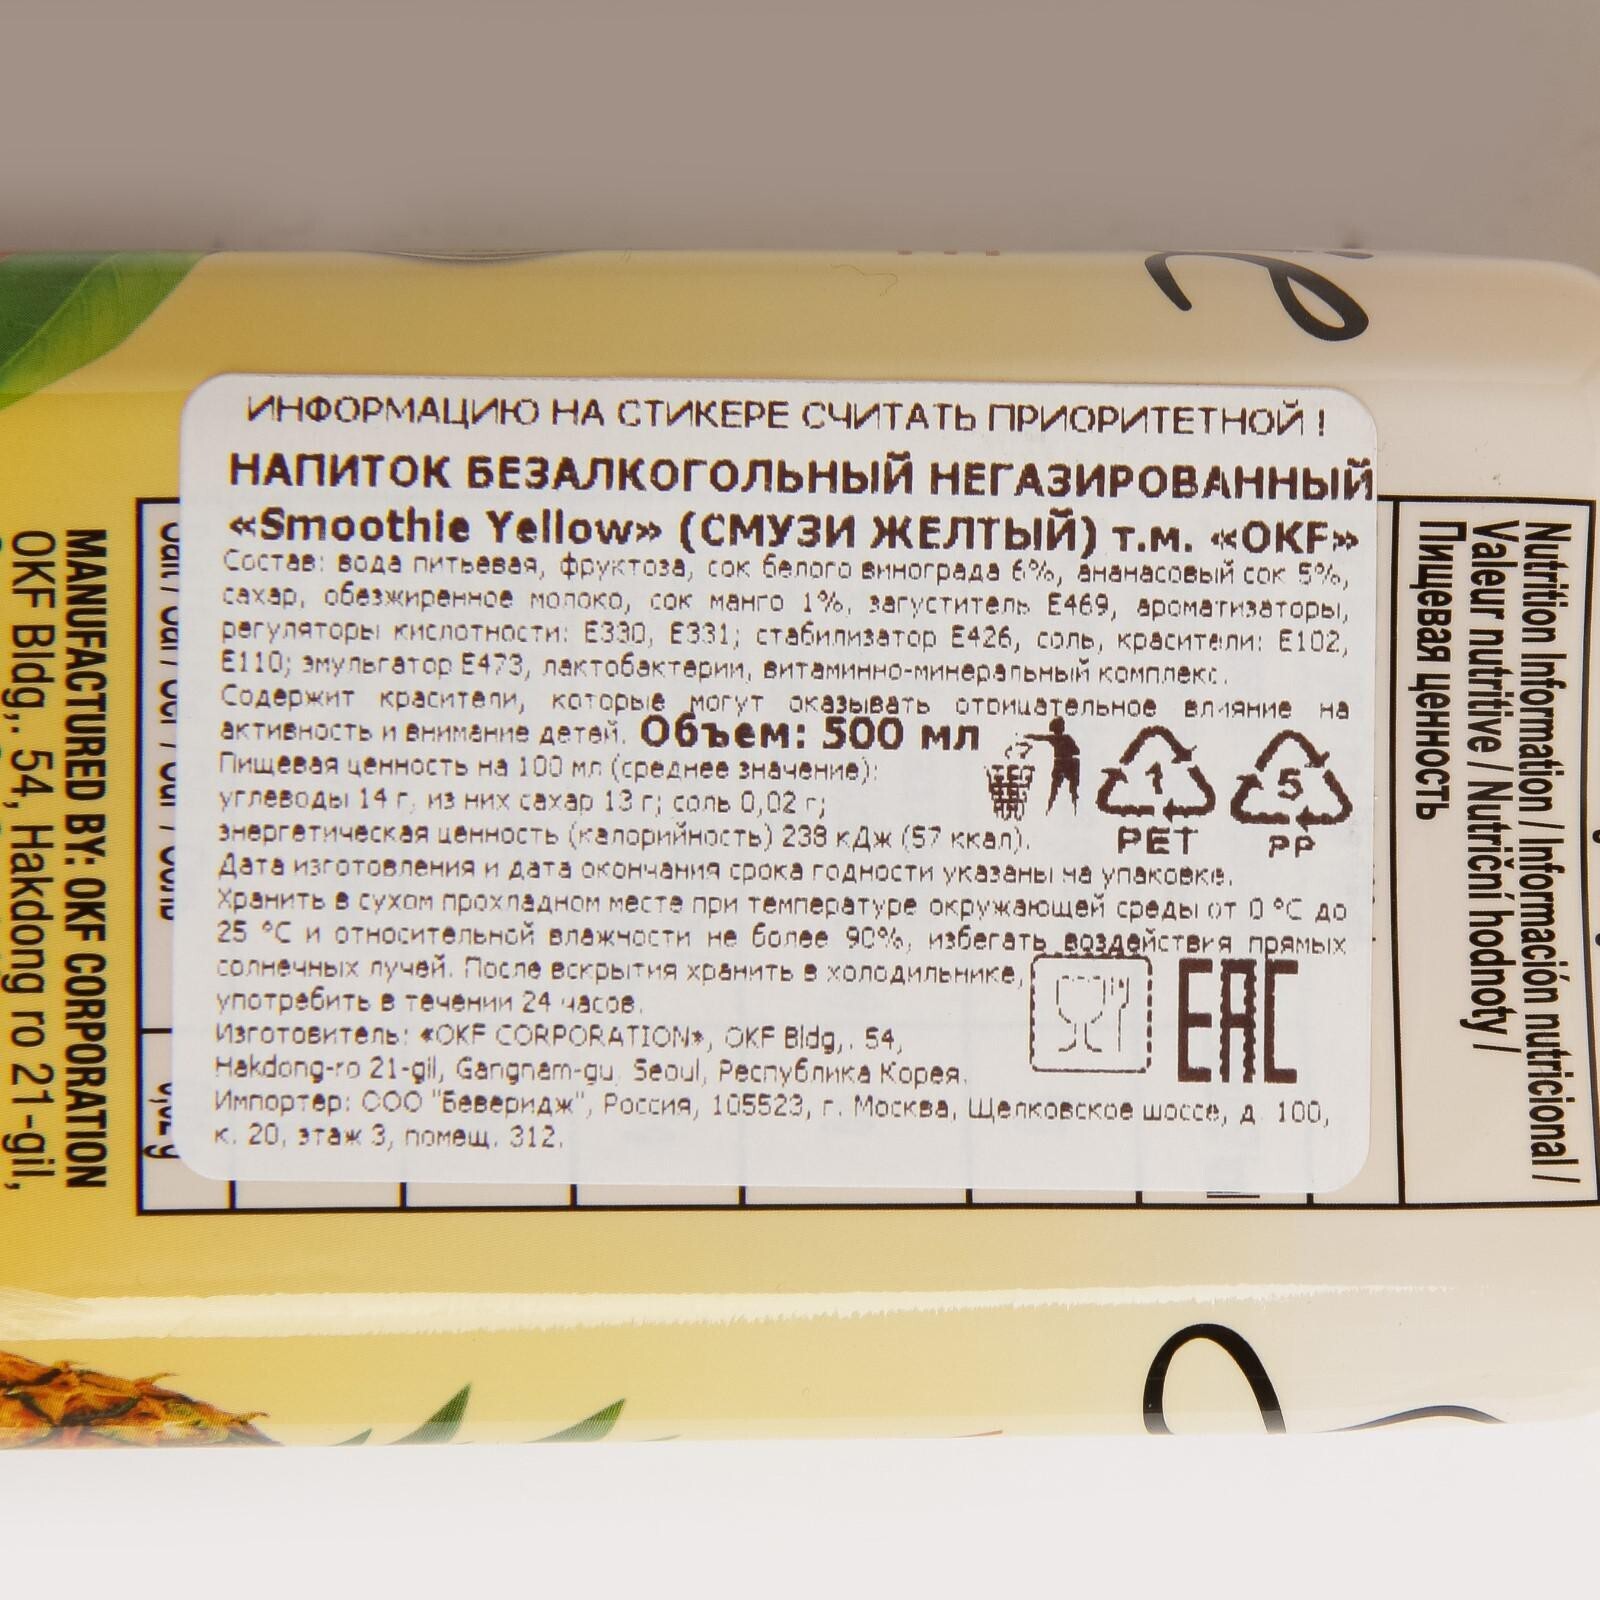 ИНФОРМАЦИЮ НА СТИКЕРЕ СЧИТАТЬ ПРИОРИТЕТНОЙ !
НАПИТОК БЕЗАЛКОГОЛЬНЫЙ НЕГАЗИРОВАННЫЙ
«Smoothie Yellow» (СМУЗИ ЖЕЛТЫЙ) т.м. «OKF»
Состав: вода питьевая, фруктоза, сок белого винограда 6%, ананасовый сок 5%,
сахар, обезжиренное молоко, сок манго 1%, загуститель Е469, ароматизаторы,
регуляторы кислотности: Е330, Е331; стабилизатор Е426, соль, красители: Е102,
Е110; эмульгатор Е473, лактобактерии, витаминно-минеральный комплекс.
Содержит красители, которые могут оказывать отрицательное влияние на
активность и внимание детей. Объем: 500 мл
Пищевая ценность на 100 мл (среднее значение):
углеводы 14 г, из них сахар 13 г; соль 0,02 г;
энергетическая ценность (калорийность) 238 кДж (57 ккал).
1
PET
5
PP
Дата изготовления и дата окончания срока годности указаны на упаковке.
Хранить в сухом прохладном месте при температуре окружающей среды от 0 °С до
25 °С и относительной влажности не более 90%, избегать воздействия прямых
солнечных лучей. После вскрытия хранить в холодильнике,
употребить в течении 24 часов.
Изготовитель: «OKF CORPORATION», OKF Bldg,. 54,
Hakdong-ro 21-gil, Gangnam-gu, Seoul, Республика Корея.
Импортер: ООО "Беверидж", Россия, 105523, г. Москва, Щелковское шоссе, д. 100,
к. 20, этаж 3, помещ. 312.
EAC
Nutrition Information / Información nutricional /
Valeur nutritive / Nutriční hodnoty /
Пищевая ценность
MANUFACTURED BY: OKF CORPORATION
OKF Bldg,. 54, Hakdong ro 21-gil,